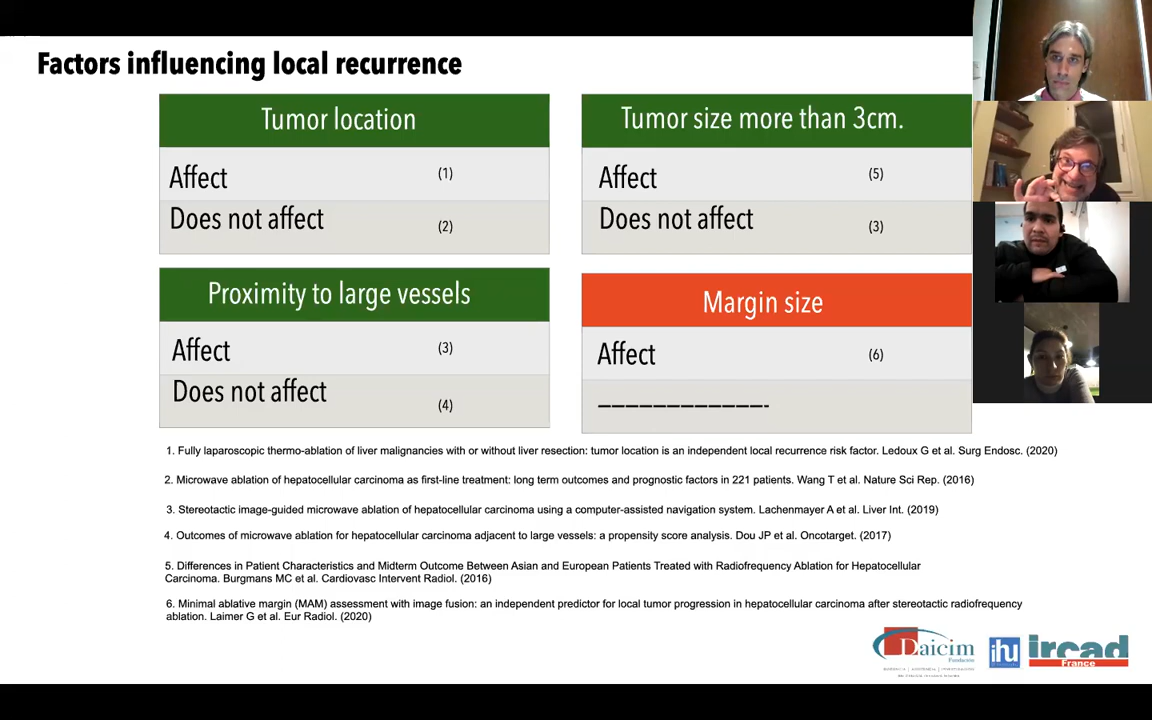 Factors influencing local recurrence
Tumor location
Affect (1)
Does not affect (2)
Tumor size more than 3cm.
Affect (5)
Does not affect (3)
Proximity to large vessels
Affect (3)
Does not affect (4)
Margin size
Affect (6)
_____________.
1. Fully laparoscopic thermo-ablation of liver malignancies with or without liver resection: tumor location is an independent local recurrence risk factor. Ledoux G et al. Surg Endosc. (2020)
2. Microwave ablation of hepatocellular carcinoma as first-line treatment: long term outcomes and prognostic factors in 221 patients. Wang T et al. Nature Sci Rep. (2016)
3. Stereotactic image-guided microwave ablation of hepatocellular carcinoma using a computer-assisted navigation system. Lachenmayer A et al. Liver Int. (2019)
4. Outcomes of microwave ablation for hepatocellular carcinoma adjacent to large vessels: a propensity score analysis. Dou JP et al. Oncotarget. (2017)
5. Differences in Patient Characteristics and Midterm Outcome Between Asian and European Patients Treated with Radiofrequency Ablation for Hepatocellular
Carcinoma. Burgmans MC et al. Cardiovasc Intervent Radiol. (2016)
6. Minimal ablative margin (MAM) assessment with image fusion: an independent predictor for local tumor progression in hepatocellular carcinoma after stereotactic radiofrequency
ablation. Laimer G et al. Eur Radiol. (2020)
Daicim
Fundación
ihu
ircad
France